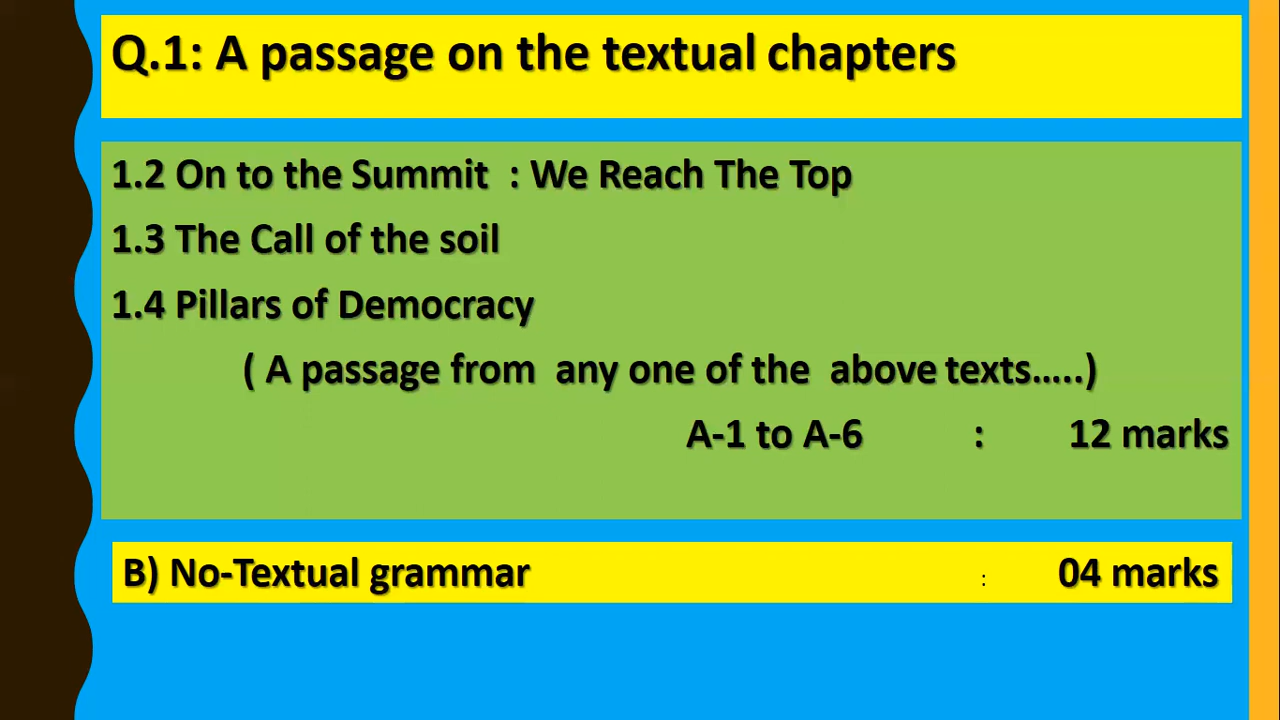 Q.1: A passage on the textual chapters
1.2 On to the Summit : We Reach The Top
1.3 The Call of the soil
1.4 Pillars of Democracy
( A passage from any one of the above texts…..)
A-1 to A-6 : 12 marks
B) No-Textual grammar : 04 marks